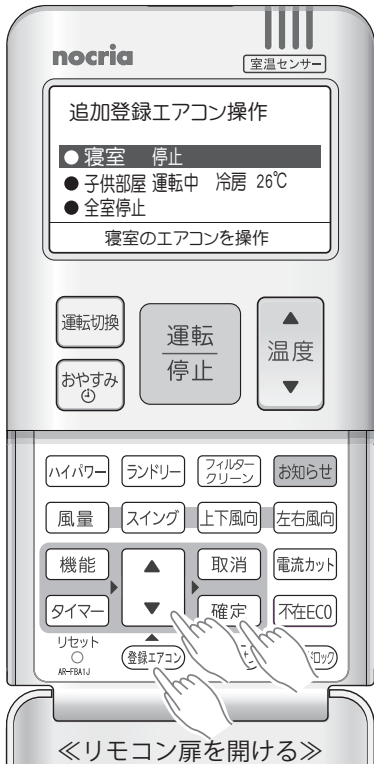 nocria
室温センサー
追加登録エアコン操作
○ 寝室 停止
● 子供部屋 運転中 冷房 26℃
● 全室停止
寝室のエアコンを操作
運転切換
運転
停止
▲
温度
▼
おやすみ
ハイパワー
ランドリー
フィルター
クリーン
お知らせ
風量
スイング
上下風向
左右風向
機能
▲
取消
電流カット
タイマー
▼
確定
不在ECO
リセット
AR-FBA1J
登録エアコン
ロック
≪リモコン扉を開ける≫